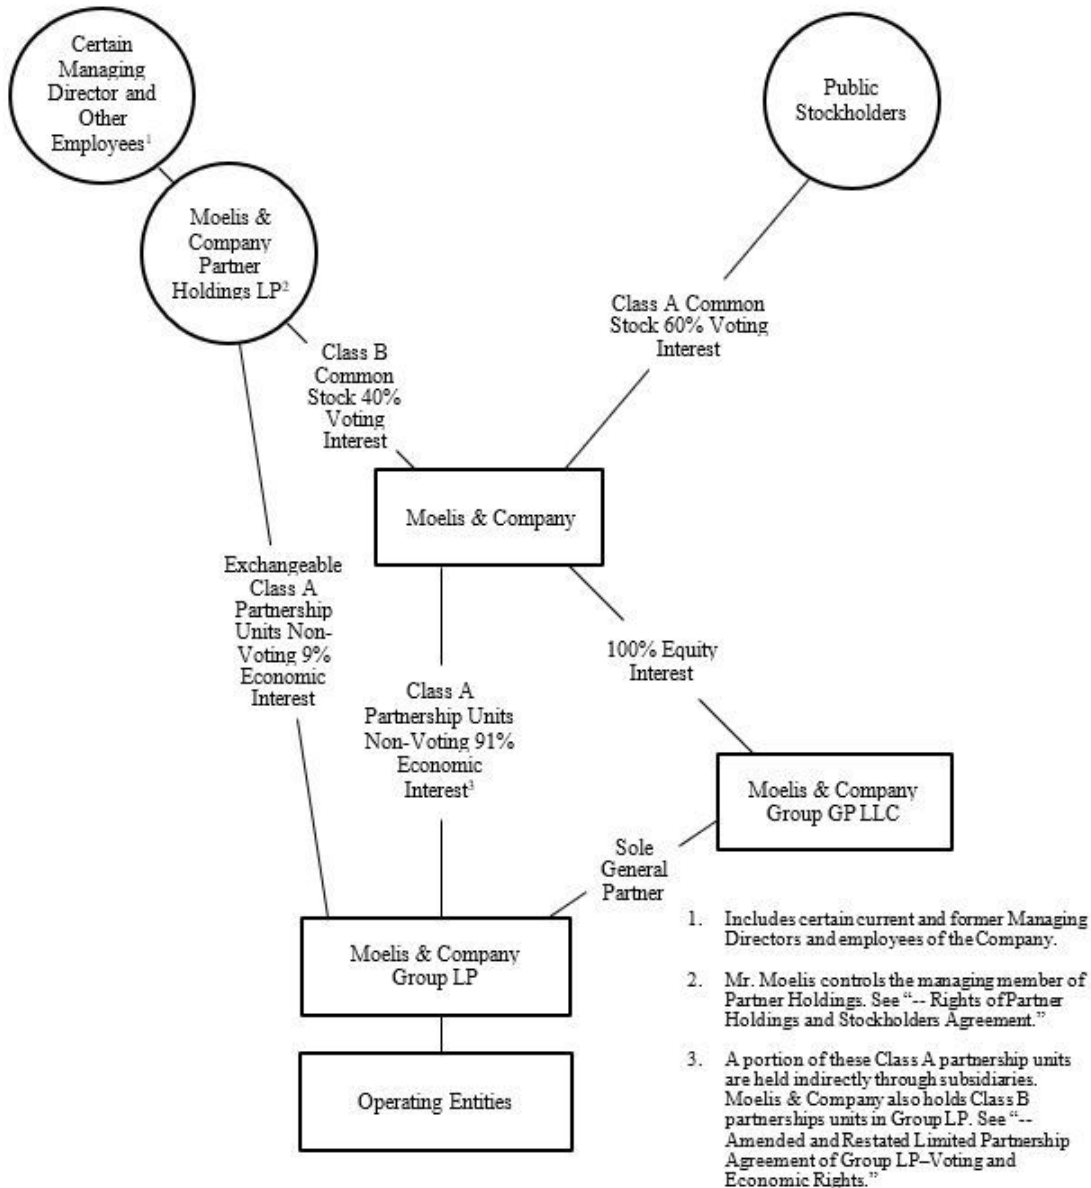 Certain
Managing
Director and
Other
Employees¹
Public
Stockholders
Moelis &
Company
Partner
Holdings LP²
Class A Common
Stock 60% Voting
Interest
Class B
Common
Stock 40%
Voting
Interest
Moelis & Company
Exchangeable
Class A
Partnership
Units Non-
Voting 9%
Economic
Interest
Class A
Partnership Units
Non-Voting 91%
Economic
Interest³
100% Equity
Interest
Moelis & Company
Group GP LLC
Sole
General
Partner
Moelis & Company
Group LP
Operating Entities
1. Includes certain current and former Managing
Directors and employees of the Company.
2. Mr. Moelis controls the managing member of
Partner Holdings. See “-- Rights of Partner
Holdings and Stockholders Agreement.”
3. A portion of these Class A partnership units
are held indirectly through subsidiaries.
Moelis & Company also holds Class B
partnerships units in Group LP. See “--
Amended and Restated Limited Partnership
Agreement of Group LP–Voting and
Economic Rights.”